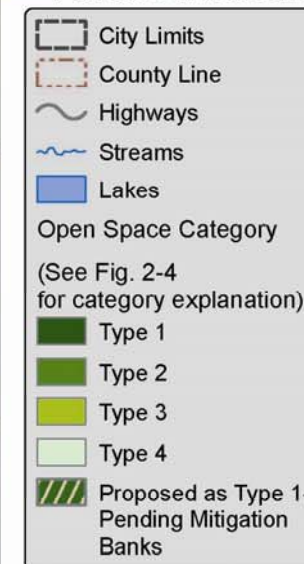 City Limits
County Line
Highways
Streams
Lakes
Open Space Category
(See Fig. 2-4
for category explanation)
Type 1
Type 2
Type 3
Type 4
Proposed as Type 1-
Pending Mitigation
Banks